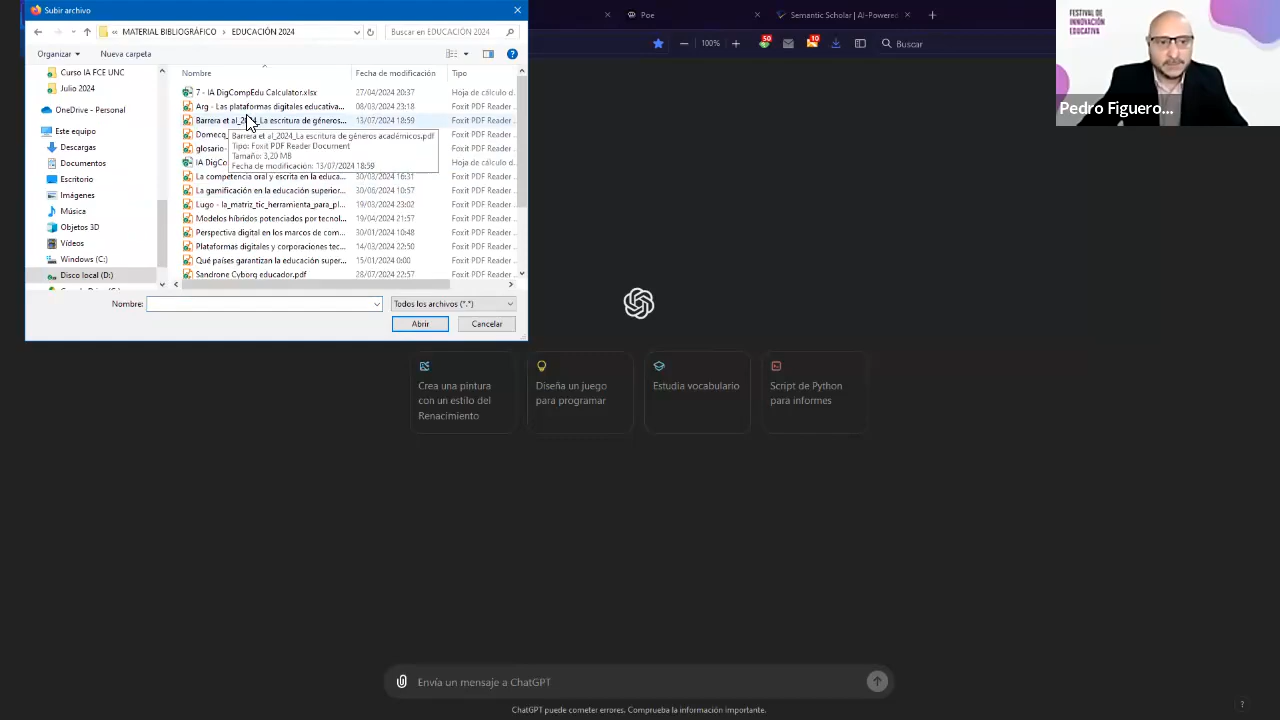 Subir archivo
Poe
Semantic Scholar | AI-Powered
« MATERIAL BIBLIOGRÁFICO › EDUCACIÓN 2024
Buscar en EDUCACIÓN 2024
Organizar
Nueva carpeta
100%
50
10
Buscar
Curso IA FCE UNC
Julio 2024
OneDrive - Personal
Este equipo
Descargas
Documentos
Escritorio
Imágenes
Música
Objetos 3D
Vídeos
Windows (C:)
Disco local (D:)
Nombre
Fecha de modificación
Tipo
7 - IA DigCompEdu Calculator.xlsx 27/04/2024 20:37 Hoja de cálculo d
Arg - Las plataformas digitales educativa... 08/03/2024 23:18 Foxit PDF Reader ...
Barrera et al_2024_La escritura de géneros... 13/07/2024 18:59 Foxit PDF Reader ...
Domecq, Foxit PDF Reader ...
glosario- Foxit PDF Reader ...
IA DigCo Hoja de cálculo d
La competencia oral y escrita en la educa... 30/03/2024 16:31 Foxit PDF Reader ...
La gamificación en la educación superior... 30/06/2024 10:57 Foxit PDF Reader ...
Lugo - la_matriz_tic_herramienta_para_pl... 19/03/2024 23:02 Foxit PDF Reader ...
Modelos híbridos potenciados por tecnol... 19/04/2024 21:57 Foxit PDF Reader ...
Perspectiva digital en los marcos de com... 30/01/2024 10:48 Foxit PDF Reader ...
Plataformas digitales y corporaciones tec... 14/03/2024 22:50 Foxit PDF Reader ...
Qué países garantizan la educación super... 15/01/2024 0:00 Foxit PDF Reader ...
Sandrone Cyborg educador.pdf 28/07/2024 22:57 Foxit PDF Reader ...
Barrera et al_2024_La escritura de géneros académicos.pdf
Tipo: Foxit PDF Reader Document
Tamaño: 3,20 MB
Fecha de modificación: 13/07/2024 18:59
Nombre:
Todos los archivos (*.*)
Abrir
Cancelar
FESTIVAL DE
INNOVACIÓN
EDUCATIVA
Pedro Figuero...
Crea una pintura
con un estilo del
Renacimiento
Diseña un juego
para programar
Estudia vocabulario
Script de Python
para informes
Envía un mensaje a ChatGPT
ChatGPT puede cometer errores. Comprueba la información importante.
?